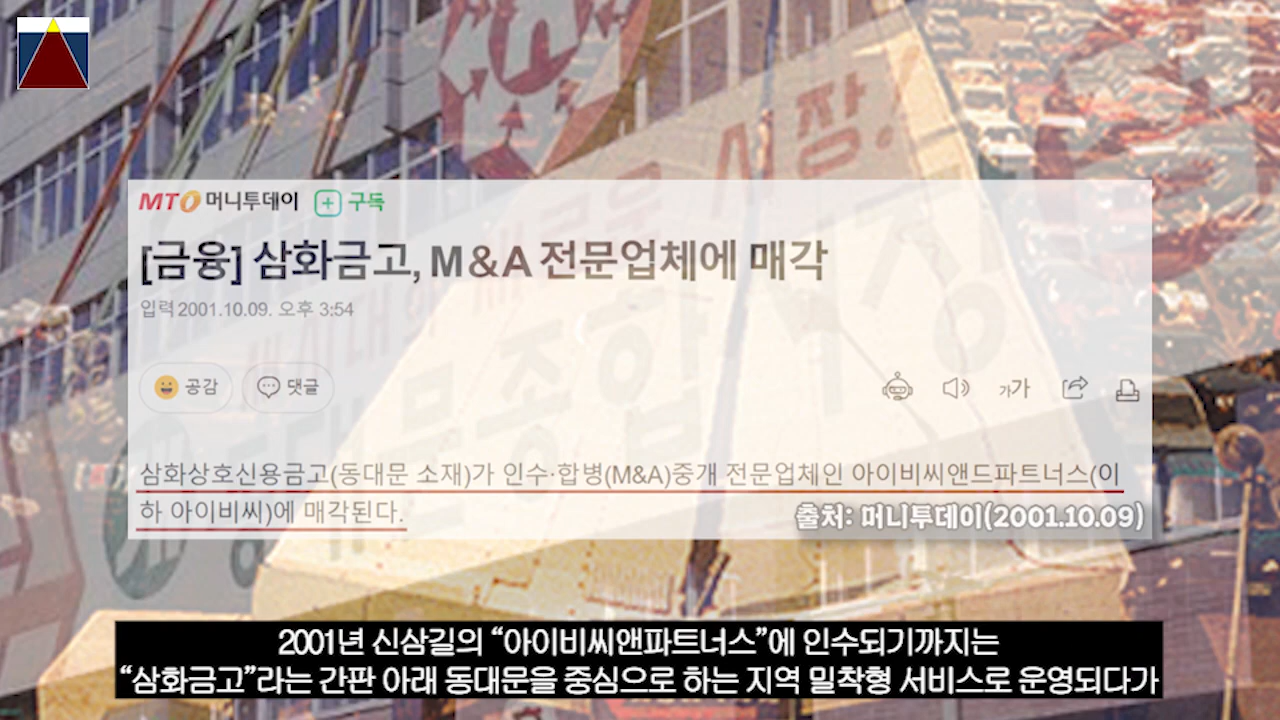 MTO 머니투데이 구독
[금융] 삼화금고, M&A 전문업체에 매각
입력 2001.10.09. 오후 3:54
공감 댓글 가가
삼화상호신용금고(동대문 소재)가 인수·합병(M&A)중개 전문업체인 아이비씨앤드파트너스(이
하 아이비씨)에 매각된다.
출처: 머니투데이(2001.10.09)
2001년 신삼길의 “아이비씨앤파트너스”에 인수되기까지는
“삼화금고”라는 간판 아래 동대문을 중심으로 하는 지역 밀착형 서비스로 운영되다가